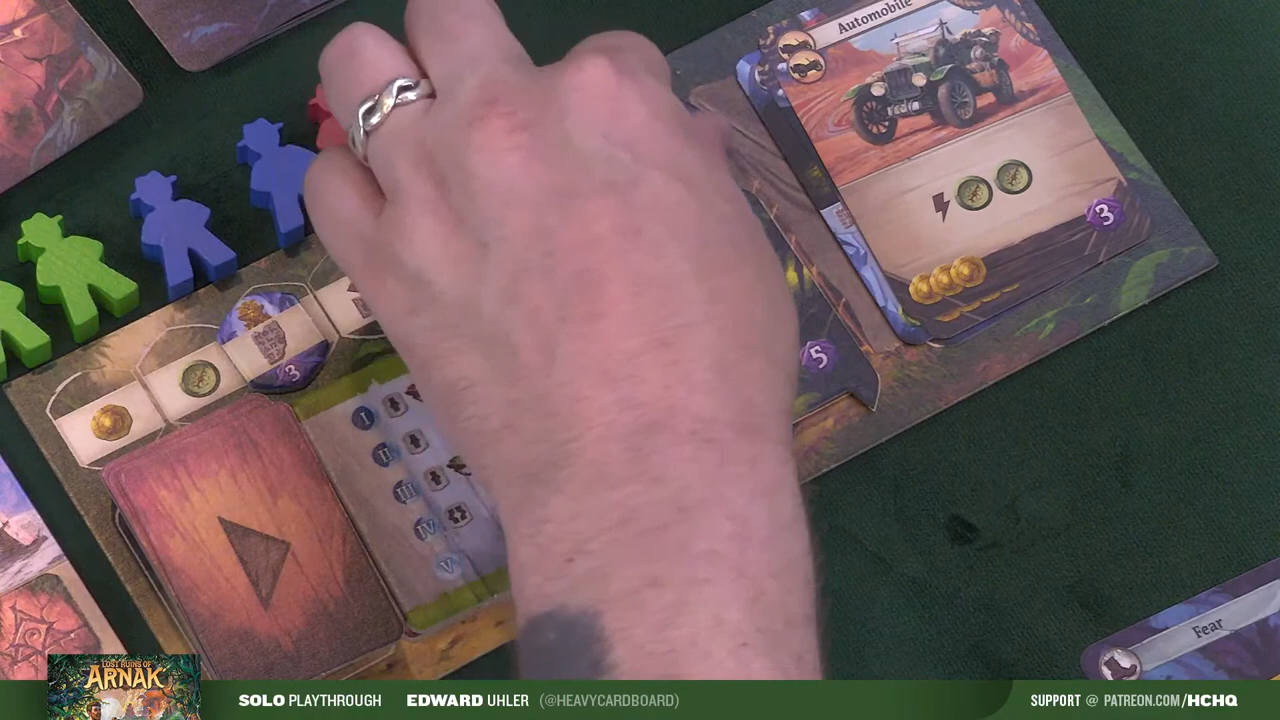 Automobile
3
5
3
I
II
III
IV
V
Fear
LOST RUINS OF
ARNAK
SOLO PLAYTHROUGH EDWARD UHLER (@HEAVYCARDBOARD)
SUPPORT @ PATREON.COM/HCHQ